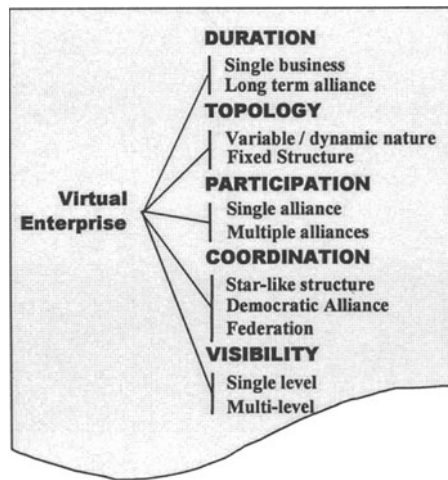 DURATION
Single business
Long term alliance
TOPOLOGY
Variable / dynamic nature
Fixed Structure
Virtual
Enterprise
PARTICIPATION
Single alliance
Multiple alliances
COORDINATION
Star-like structure
Democratic Alliance
Federation
VISIBILITY
Single level
Multi-level